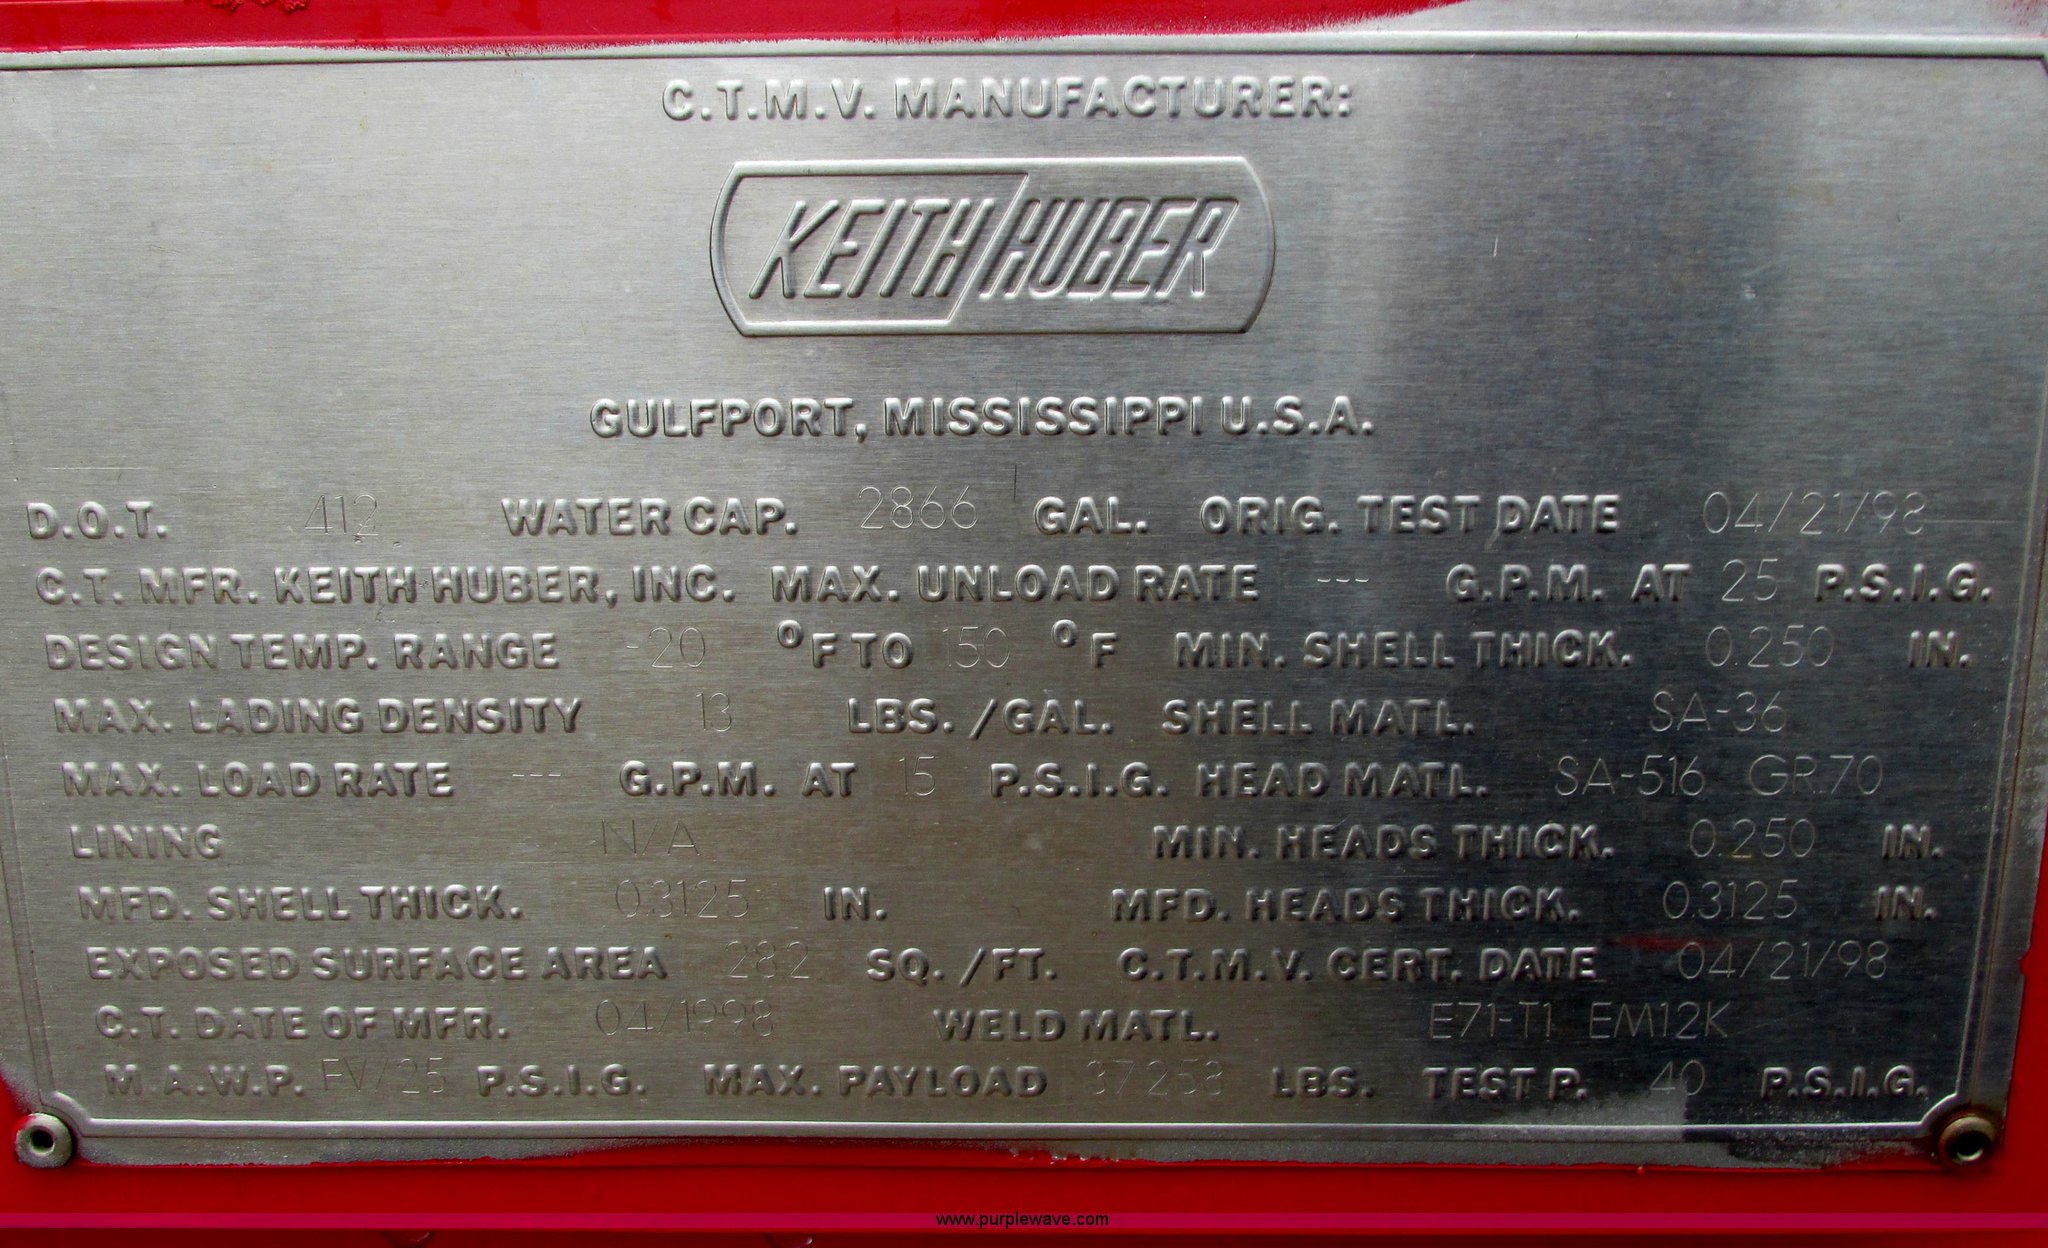 C.T.M.V. MANUFACTURER:
KEITH HUBER
GULFPORT, MISSISSIPPI U.S.A.
D.O.T. 412 WATER CAP. 2866 GAL. ORIG. TEST DATE 04/21/98
C.T. MFR. KEITH HUBER, INC. MAX. UNLOAD RATE --- G.P.M. AT 25 P.S.I.G.
DESIGN TEMP. RANGE -20 °F TO 150 °F MIN. SHELL THICK. 0.250 IN.
MAX. LADING DENSITY 13 LBS. /GAL. SHELL MATL. SA-36
MAX. LOAD RATE --- G.P.M. AT 15 P.S.I.G. HEAD MATL. SA-516 GR.70
LINING N/A MIN. HEADS THICK. 0.250 IN.
MFD. SHELL THICK. 0.3125 IN. MFD. HEADS THICK. 0.3125 IN.
EXPOSED SURFACE AREA 282 SQ. /FT. C.T.M.V. CERT. DATE 04/21/98
C.T. DATE OF MFR. 04/1998 WELD MATL. E71-T1 EM12K
M.A.W.P. FV/25 P.S.I.G. MAX. PAYLOAD 37258 LBS. TEST P. 40 P.S.I.G.
www.purplewave.com